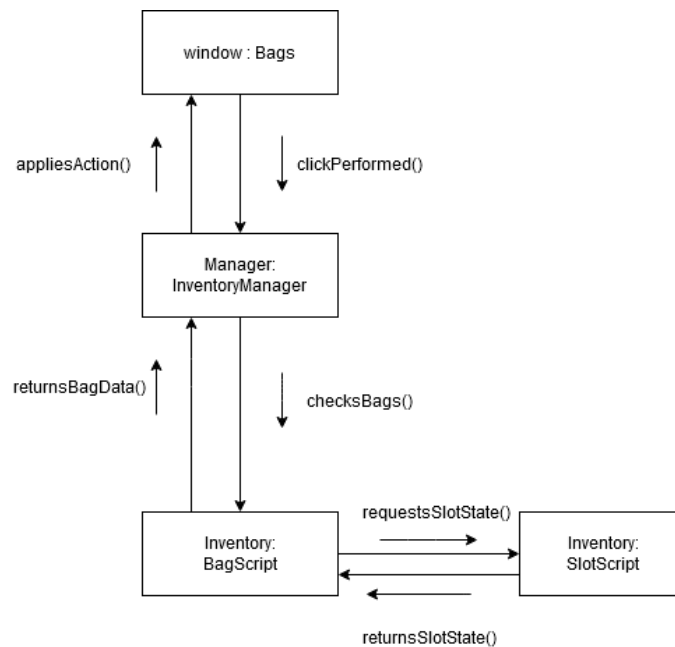 window : Bags
appliesAction()
clickPerformed()
Manager:
InventoryManager
returnsBagData()
checksBags()
requestsSlotState()
Inventory:
BagScript
Inventory:
SlotScript
returnsSlotState()